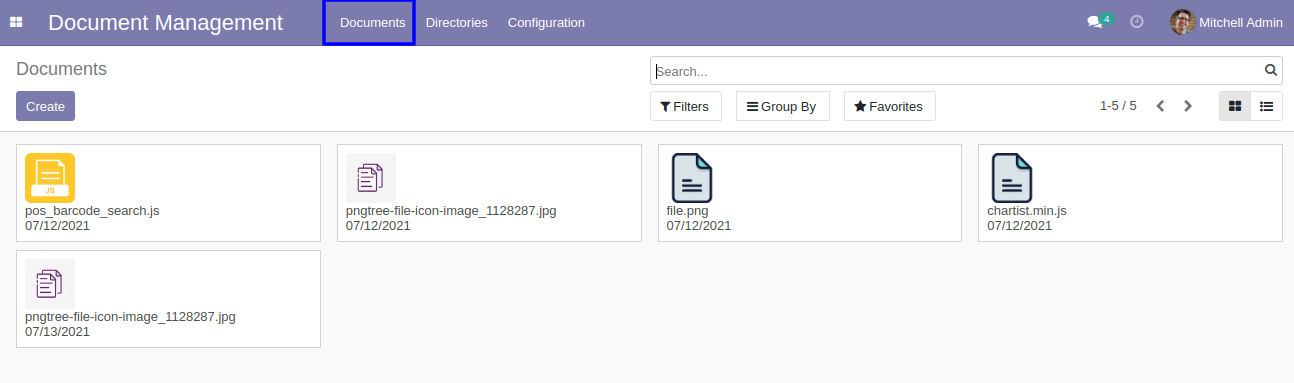 Document Management Documents Directories Configuration 4 Mitchell Admin
Documents
Search...
Create
Filters Group By Favorites 1-5 / 5
JS
pos_barcode_search.js
07/12/2021
pngtree-file-icon-image_1128287.jpg
07/12/2021
file.png
07/12/2021
chartist.min.js
07/12/2021
pngtree-file-icon-image_1128287.jpg
07/13/2021